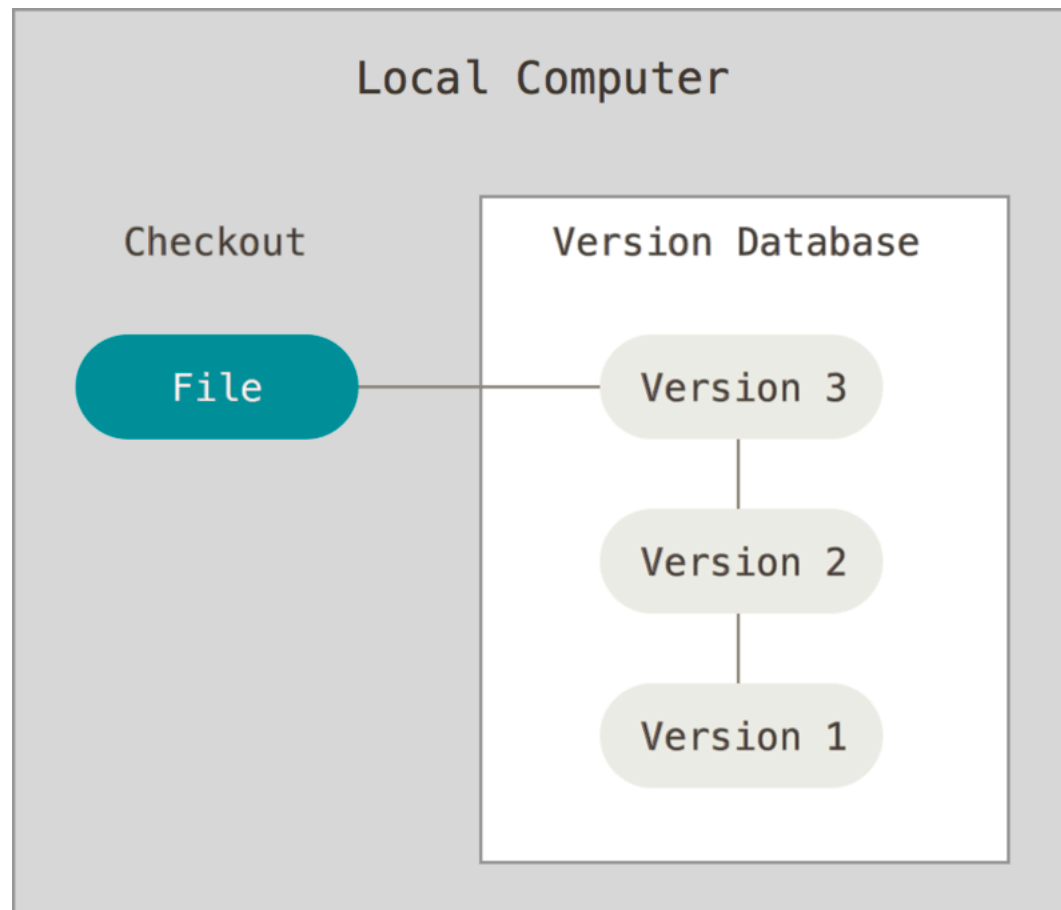 Local Computer
Checkout
Version Database
File
Version 3
Version 2
Version 1